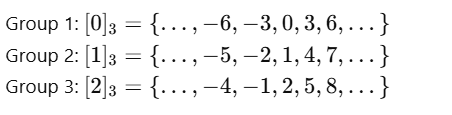 Group 1: [0]₃ = {…, −6, −3, 0, 3, 6, …}
Group 2: [1]₃ = {…, −5, −2, 1, 4, 7, …}
Group 3: [2]₃ = {…, −4, −1, 2, 5, 8, …}